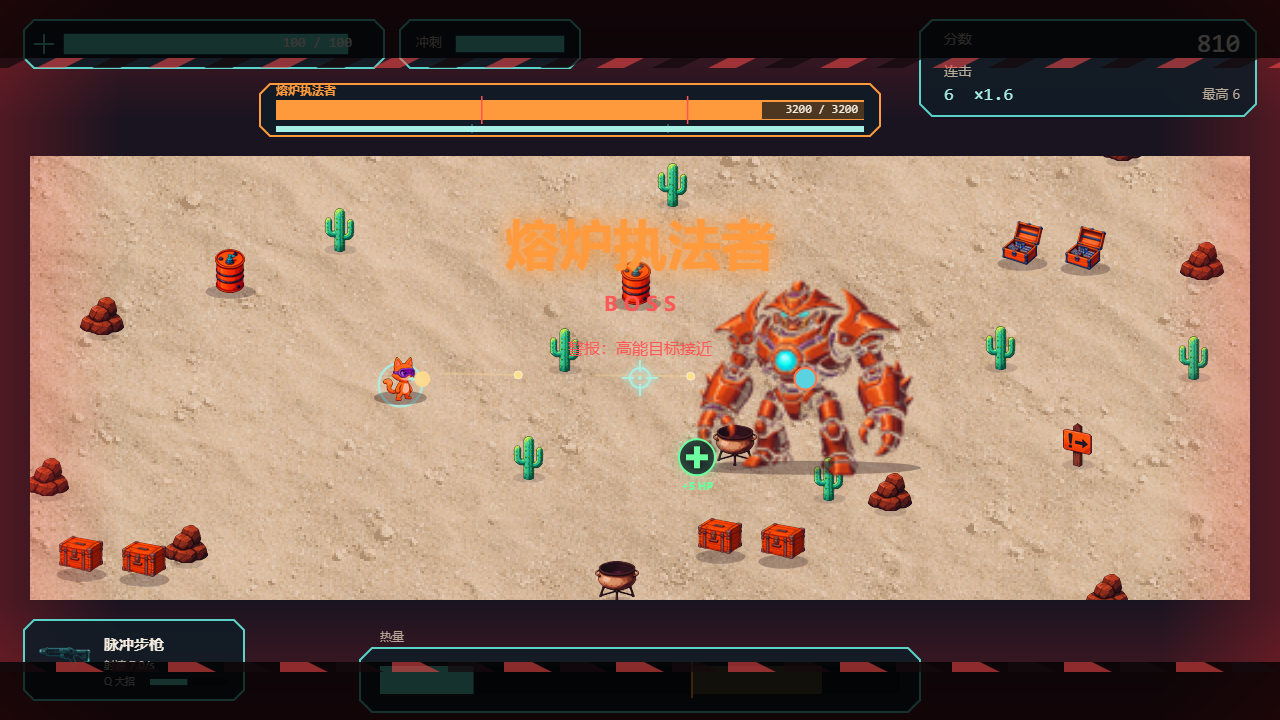 100 / 100
冲刺
分数
810
连击
6 ×1.6
最高 6
熔炉执法者
3200 / 3200
熔炉执法者
BOSS
警报：高能目标接近
+5 HP
脉冲步枪
Q 大招
热量